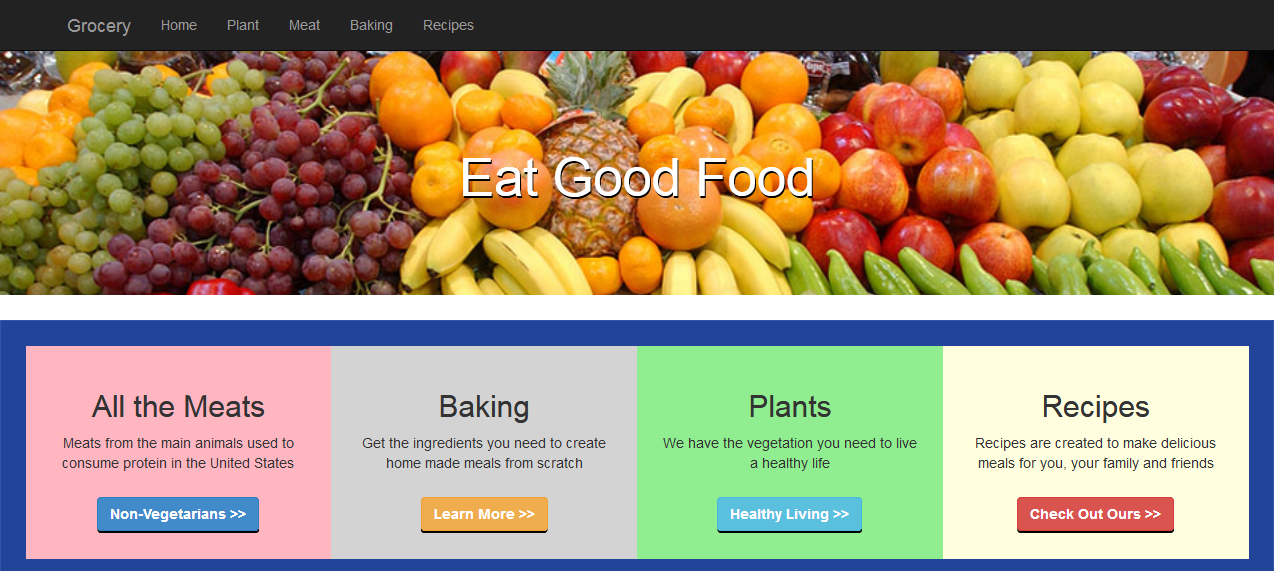 Grocery Home Plant Meat Baking Recipes
Eat Good Food
All the Meats
Meats from the main animals used to
consume protein in the United States
Non-Vegetarians >>
Baking
Get the ingredients you need to create
home made meals from scratch
Learn More >>
Plants
We have the vegetation you need to live
a healthy life
Healthy Living >>
Recipes
Recipes are created to make delicious
meals for you, your family and friends
Check Out Ours >>